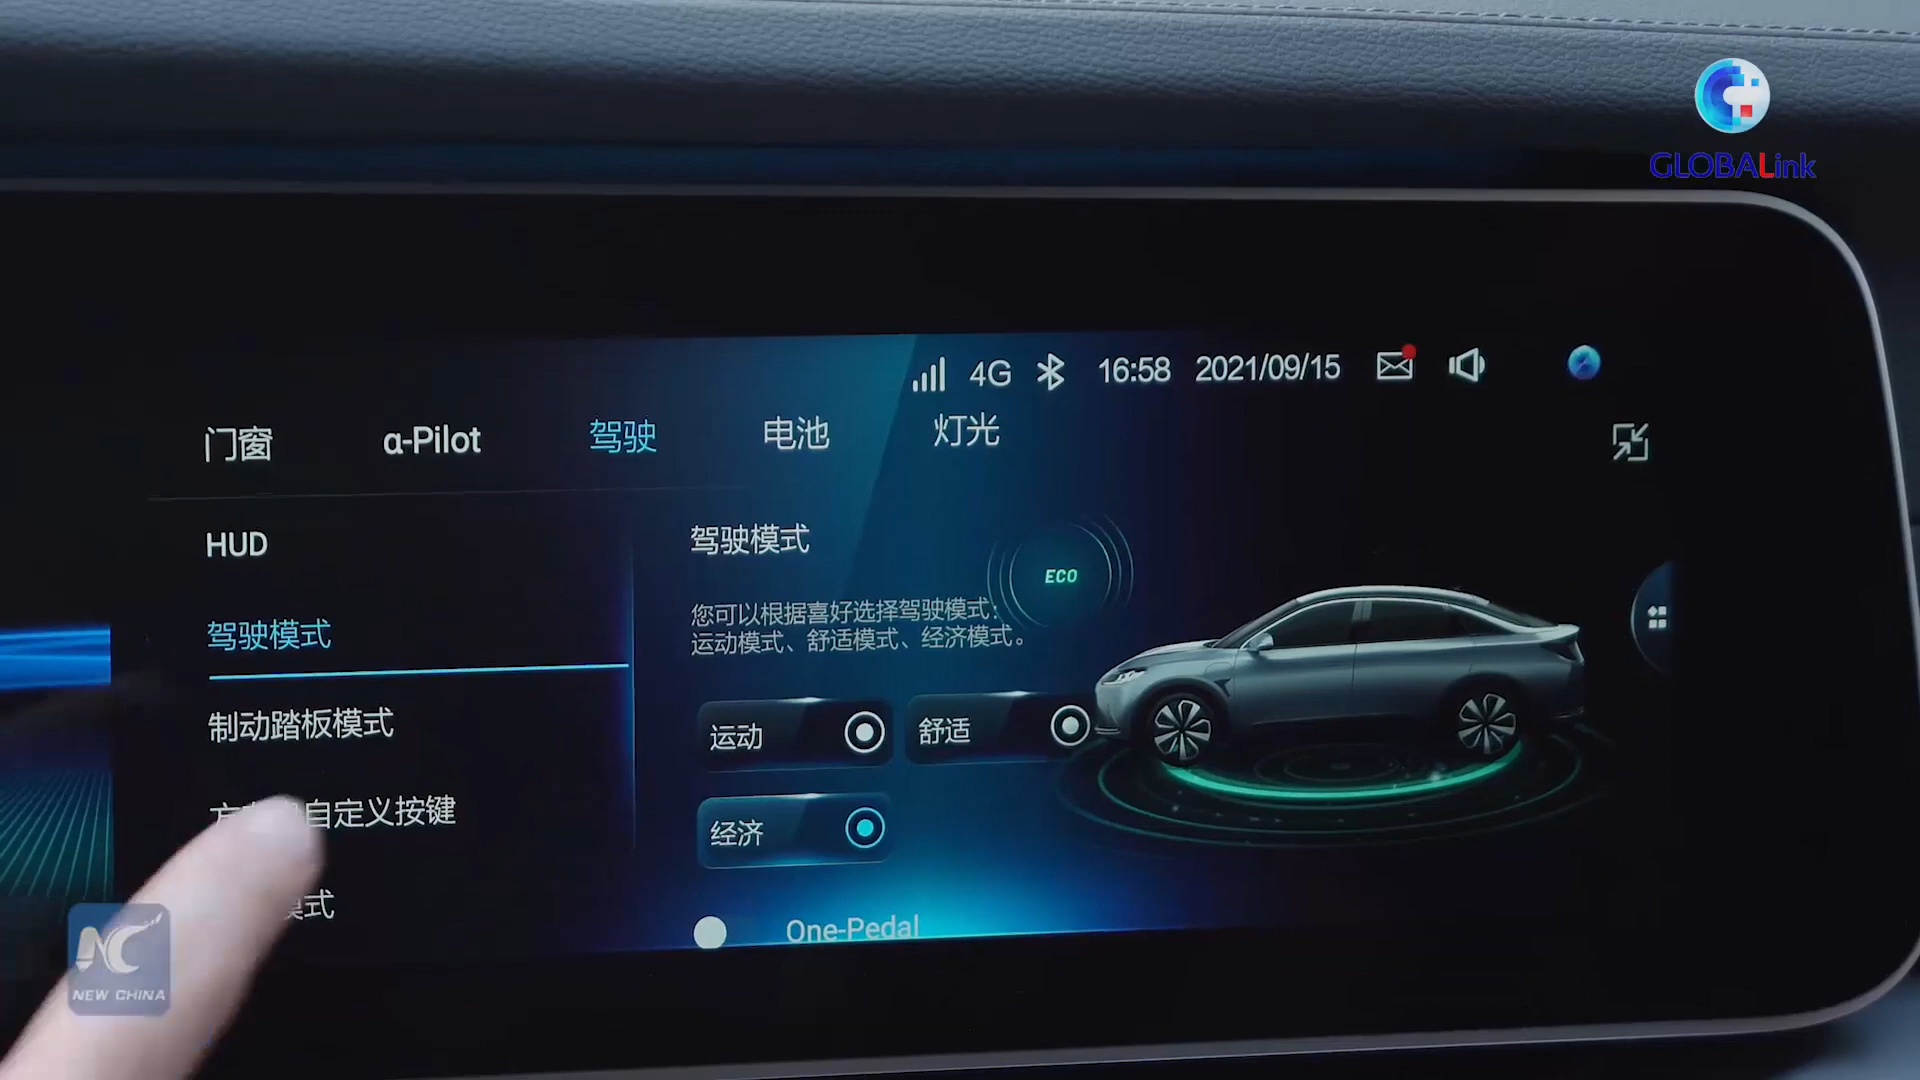 GLOBALink
4G 16:58 2021/09/15
门窗 α-Pilot 驾驶 电池 灯光
HUD
驾驶模式
制动踏板模式
自定义按键
模式
驾驶模式
ECO
您可以根据喜好选择驾驶模式：
运动模式、舒适模式、经济模式。
运动 舒适
经济
One-Pedal
NC
NEW CHINA